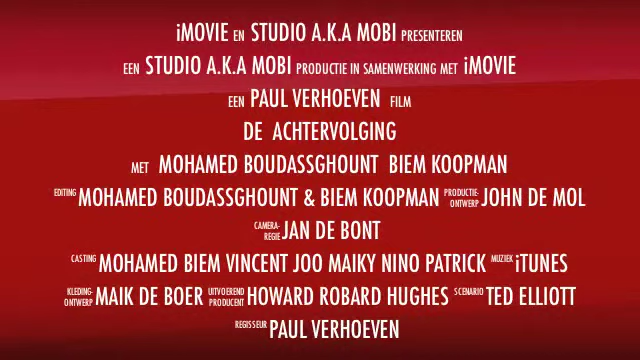 iMOVIE EN STUDIO A.K.A MOBI PRESENTEREN
EEN STUDIO A.K.A MOBI PRODUCTIE IN SAMENWERKING MET iMOVIE
EEN PAUL VERHOEVEN FILM
DE ACHTERVOLGING
MET MOHAMED BOUDASSGHOUNT BIEM KOOPMAN
EDITING MOHAMED BOUDASSGHOUNT & BIEM KOOPMAN PRODUCTIE-ONTWERP JOHN DE MOL
CAMERA-REGIE JAN DE BONT
CASTING MOHAMED BIEM VINCENT JOO MAIKY NINO PATRICK MUZIEK iTUNES
KLEDING-ONTWERP MAIK DE BOER UITVOEREND PRODUCENT HOWARD ROBARD HUGHES SCENARIO TED ELLIOTT
REGISSEUR PAUL VERHOEVEN